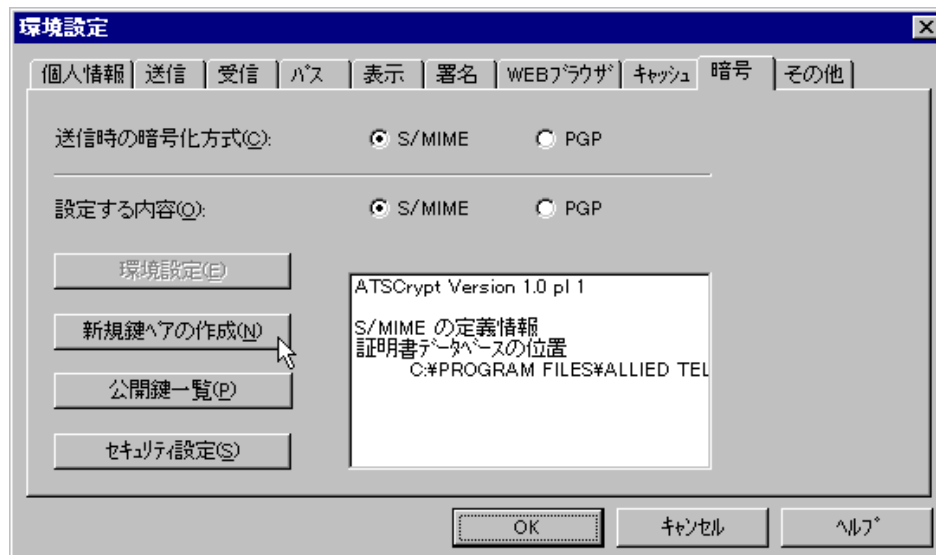 環境設定
個人情報 送信 受信 パス 表示 署名 WEBブラウザ キャッシュ 暗号 その他
送信時の暗号化方式(C): S/MIME PGP
設定する内容(O): S/MIME PGP
環境設定(E)
新規鍵ペアの作成(N)
公開鍵一覧(P)
セキュリティ設定(S)
ATSCrypt Version 1.0 pl 1
S/MIME の定義情報
証明書データベースの位置
C:¥PROGRAM FILES¥ALLIED TEL
OK キャンセル ヘルプ